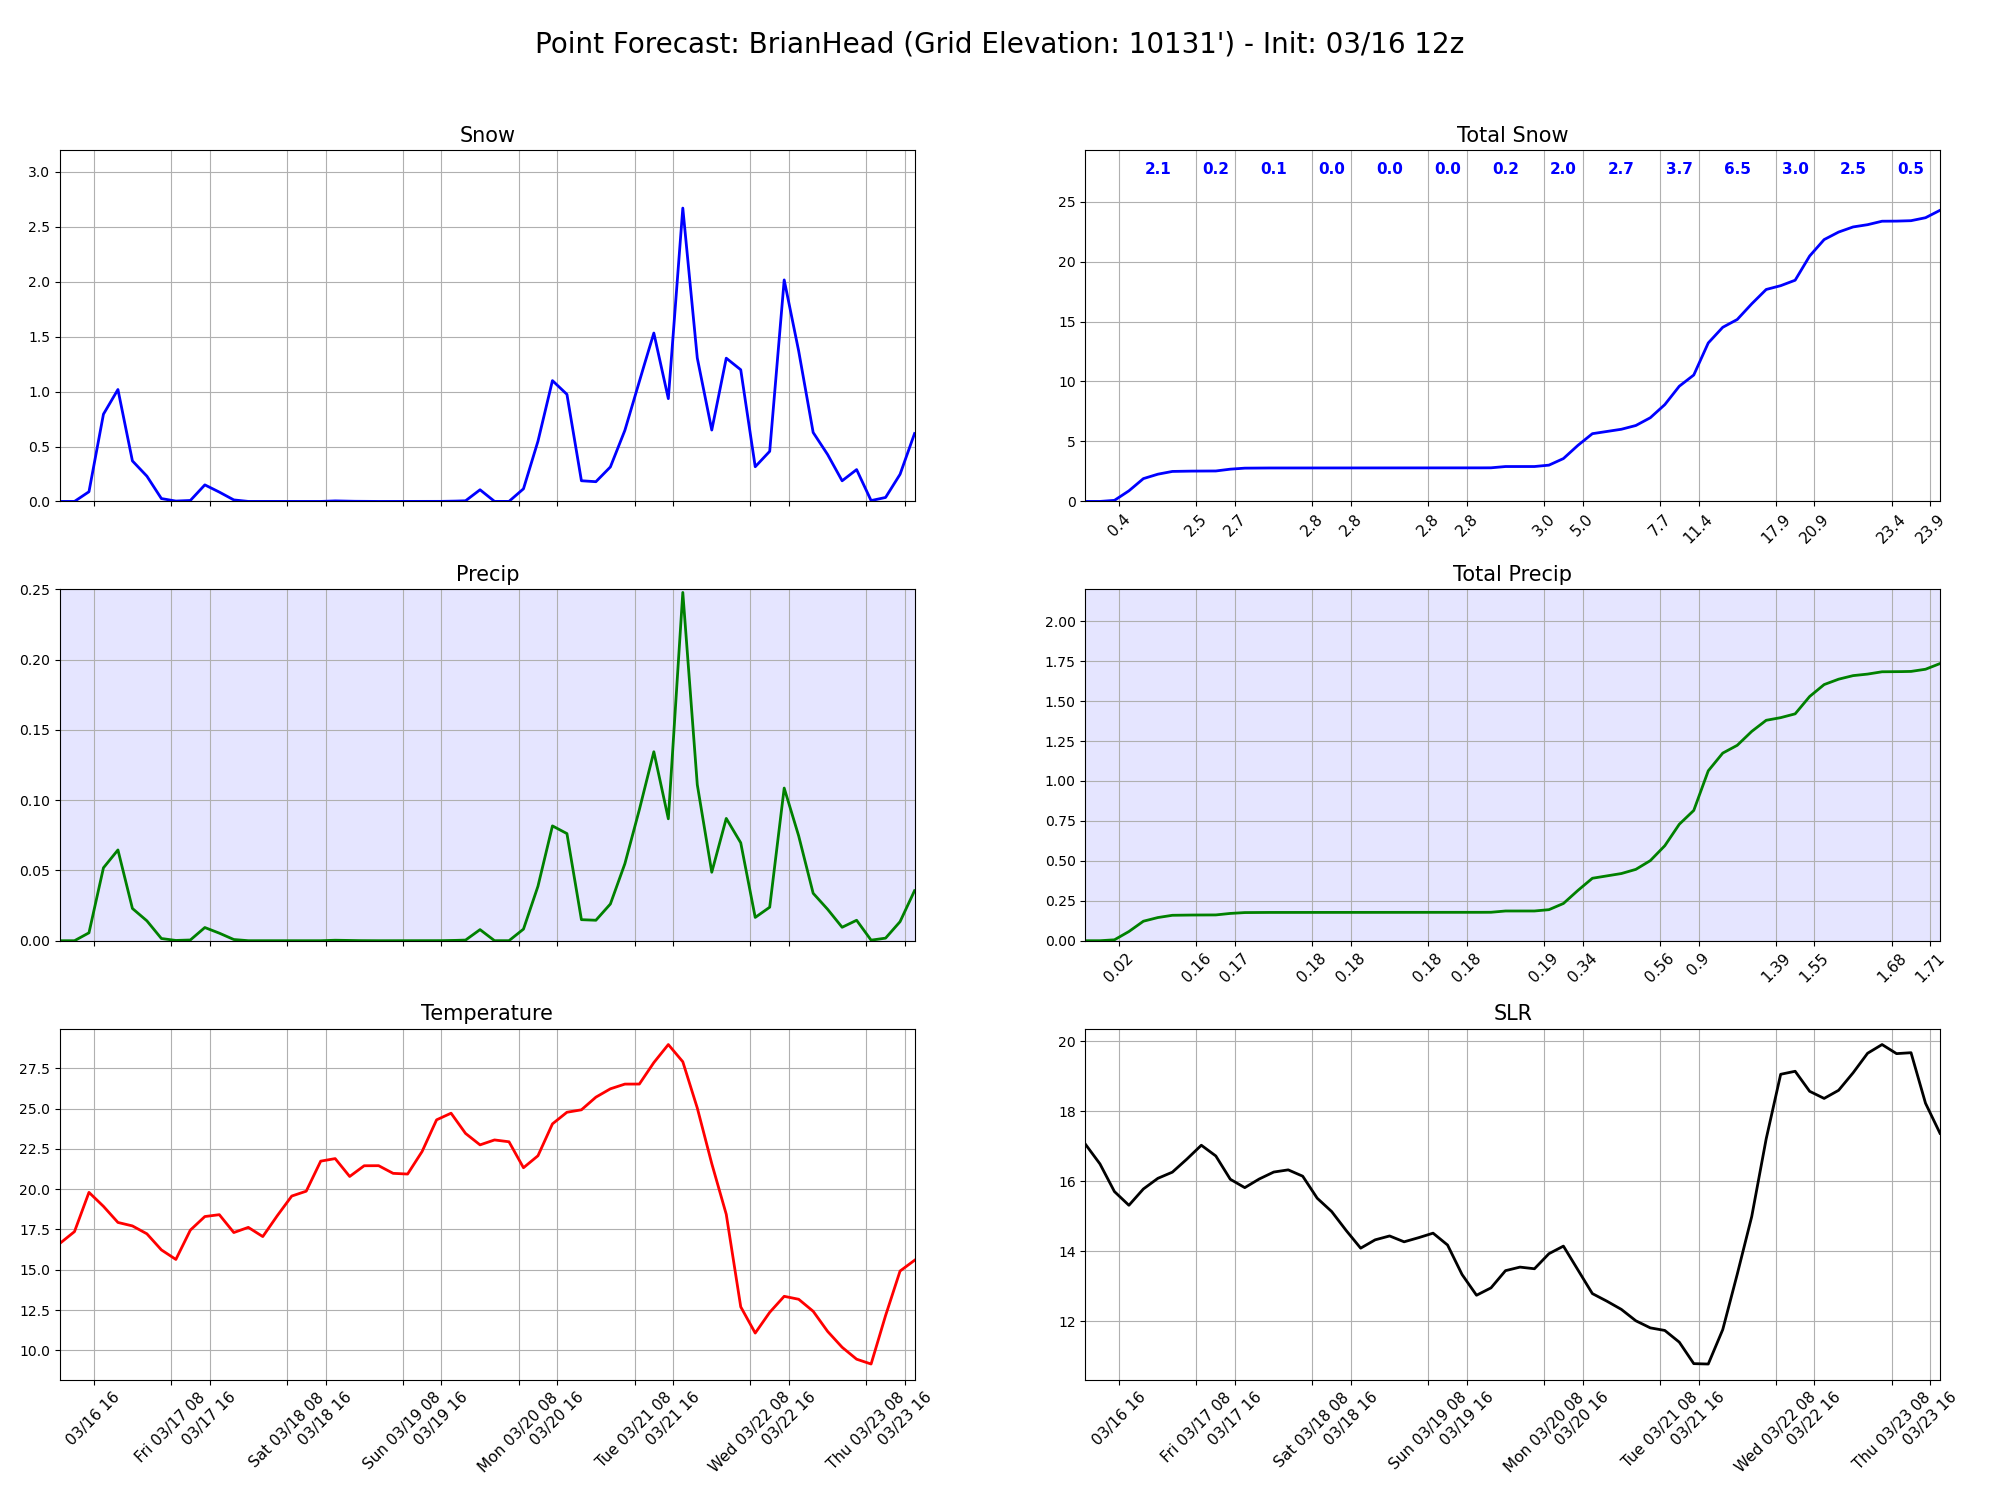 Point Forecast: BrianHead (Grid Elevation: 10131') - Init: 03/16 12z
Snow
3.0
2.5
2.0
1.5
1.0
0.5
0.0
Total Snow
2.1 0.2 0.1 0.0 0.0 0.0 0.2 2.0 2.7 3.7 6.5 3.0 2.5 0.5
25
20
15
10
5
0
0.4 2.5 2.7 2.8 2.8 2.8 2.8 3.0 5.0 7.7 11.4 17.9 20.9 23.4 23.9
Precip
0.25
0.20
0.15
0.10
0.05
0.00
Total Precip
2.00
1.75
1.50
1.25
1.00
0.75
0.50
0.25
0.00
0.02 0.16 0.17 0.18 0.18 0.18 0.18 0.19 0.34 0.56 0.9 1.39 1.55 1.68 1.71
Temperature
27.5
25.0
22.5
20.0
17.5
15.0
12.5
10.0
03/16 16
Fri 03/17 08
03/17 16
Sat 03/18 08
03/18 16
Sun 03/19 08
03/19 16
Mon 03/20 08
03/20 16
Tue 03/21 08
03/21 16
Wed 03/22 08
03/22 16
Thu 03/23 08
03/23 16
SLR
20
18
16
14
12
03/16 16
Fri 03/17 08
03/17 16
Sat 03/18 08
03/18 16
Sun 03/19 08
03/19 16
Mon 03/20 08
03/20 16
Tue 03/21 08
03/21 16
Wed 03/22 08
03/22 16
Thu 03/23 08
03/23 16